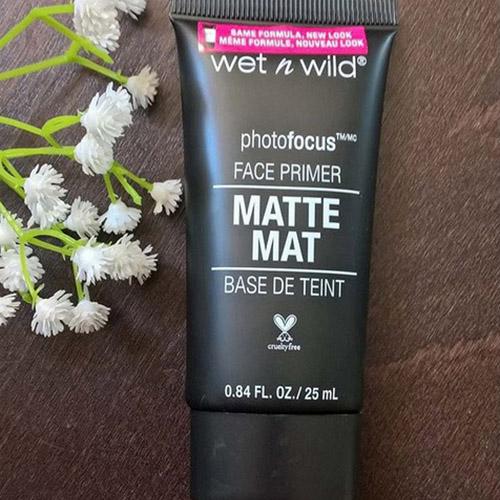 SAME FORMULA, NEW LOOK
MÊME FORMULE, NOUVEAU LOOK
wet n wild®
photofocus™/MC
FACE PRIMER
MATTE
MAT
BASE DE TEINT
crueltyfree
0.84 FL. OZ./ 25 mL